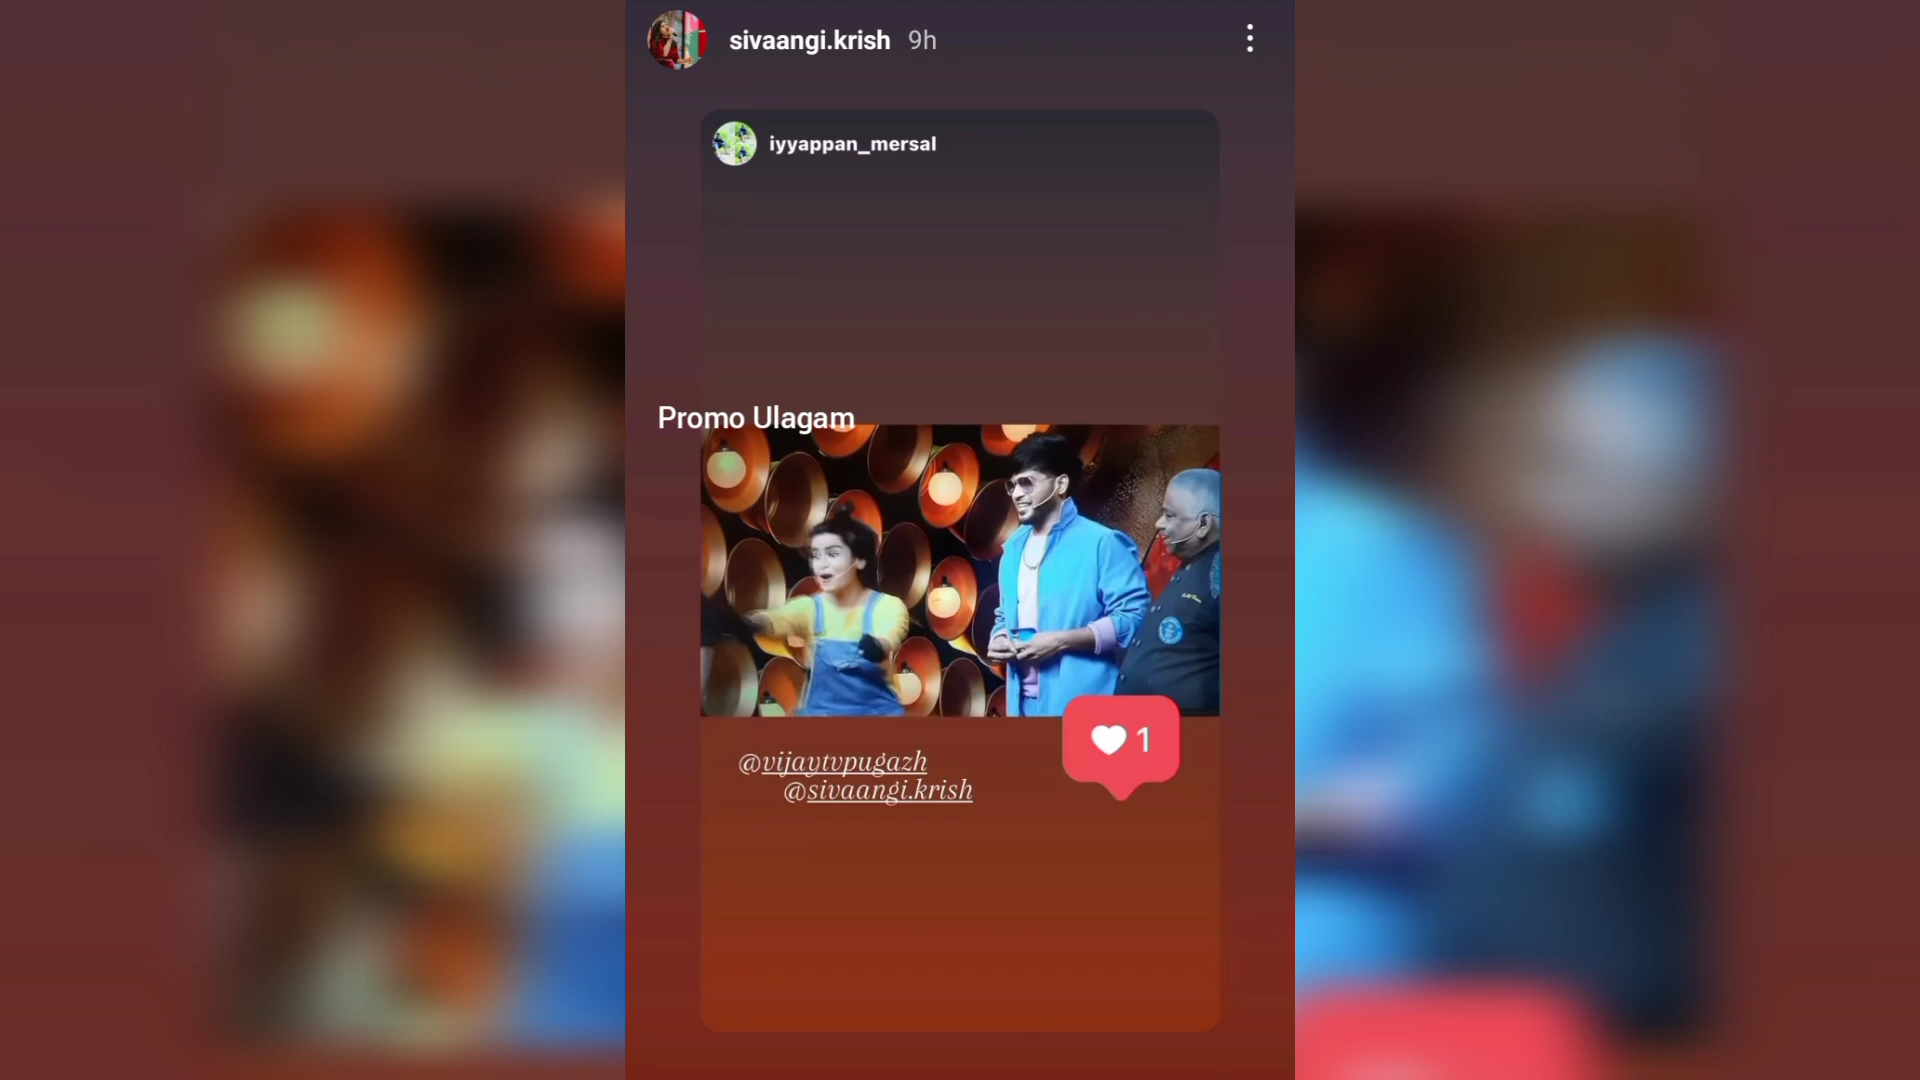 sivaangi.krish 9h
iyyappan_mersal
Promo Ulagam
@vijaytvpugazh
@sivaangi.krish
1